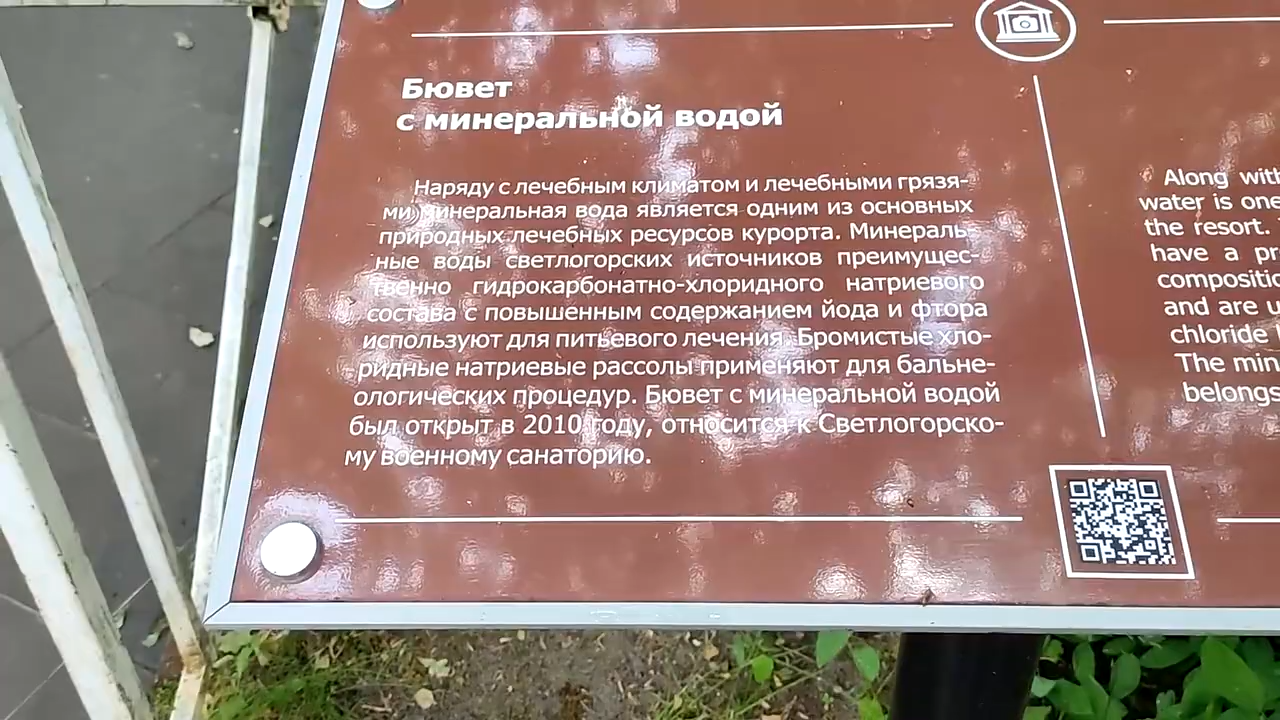 Бювет
с минеральной водой
Наряду с лечебным климатом и лечебными грязя-
ми минеральная вода является одним из основных
природных лечебных ресурсов курорта. Минераль-
ные воды светлогорских источников преимущес-
твенно гидрокарбонатно-хлоридного натриевого
состава с повышенным содержанием йода и фтора
используют для питьевого лечения. Бромистые хло-
ридные натриевые рассолы применяют для бальне-
ологических процедур. Бювет с минеральной водой
был открыт в 2010 году, относится к Светлогорско-
му военному санаторию.
Along with
water is one
the resort.
have a pr
compositio
and are u
chloride
The min
belongs